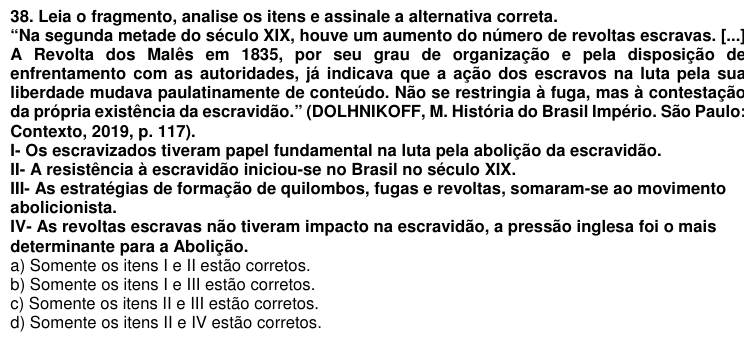 38. Leia o fragmento, analise os itens e assinale a alternativa correta.
“Na segunda metade do século XIX, houve um aumento do número de revoltas escravas. [...]
A Revolta dos Malês em 1835, por seu grau de organização e pela disposição de
enfrentamento com as autoridades, já indicava que a ação dos escravos na luta pela sua
liberdade mudava paulatinamente de conteúdo. Não se restringia à fuga, mas à contestação
da própria existência da escravidão.” (DOLHNIKOFF, M. História do Brasil Império. São Paulo:
Contexto, 2019, p. 117).
I- Os escravizados tiveram papel fundamental na luta pela abolição da escravidão.
II- A resistência à escravidão iniciou-se no Brasil no século XIX.
III- As estratégias de formação de quilombos, fugas e revoltas, somaram-se ao movimento
abolicionista.
IV- As revoltas escravas não tiveram impacto na escravidão, a pressão inglesa foi o mais
determinante para a Abolição.
a) Somente os itens I e II estão corretos.
b) Somente os itens I e III estão corretos.
c) Somente os itens II e III estão corretos.
d) Somente os itens II e IV estão corretos.